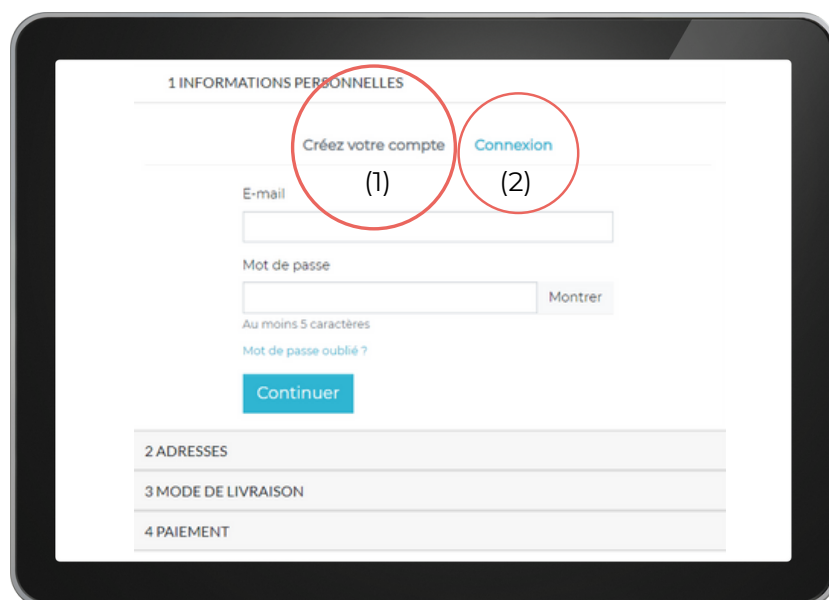 1 INFORMATIONS PERSONNELLES
Créez votre compte Connexion
(1) (2)
E-mail
Mot de passe
Montrer
Au moins 5 caractères
Mot de passe oublié ?
Continuer
2 ADRESSES
3 MODE DE LIVRAISON
4 PAIEMENT